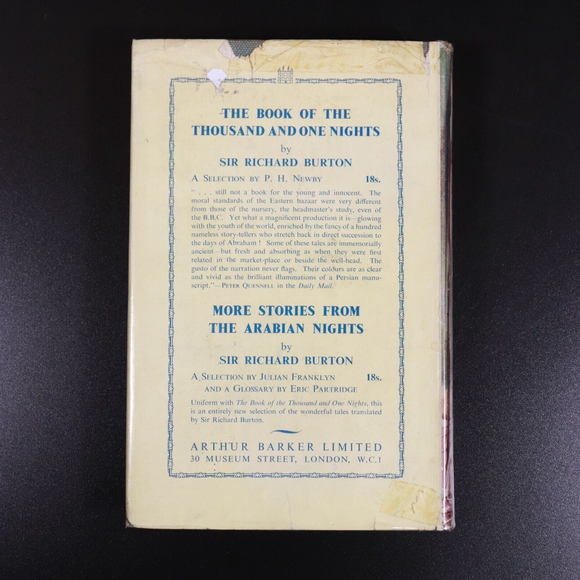 THE BOOK OF THE
THOUSAND AND ONE NIGHTS
by
SIR RICHARD BURTON
A SELECTION BY P. H. NEWBY 18s.
“. . . still not a book for the young and innocent. The
moral standards of the Eastern bazaar were very different
from those of the nursery, the headmaster's study, even of
the B.B.C. Yet what a magnificent production it is—glowing
with the youth of the world, enriched by the fancy of a hundred
nameless story-tellers who stretch back in direct succession to
the days of Abraham ! Some of these tales are immemorially
ancient—but fresh and absorbing as when they were first
related in the market-place or beside the well-head. The
gusto of the narration never flags. Their colours are as clear
and vivid as the brilliant illuminations of a Persian manu-
script.”—PETER QUENNELL in the Daily Mail.
MORE STORIES FROM
THE ARABIAN NIGHTS
by
SIR RICHARD BURTON
A SELECTION BY JULIAN FRANKLYN 18s.
AND A GLOSSARY BY ERIC PARTRIDGE
Uniform with The Book of the Thousand and One Nights, this
is an entirely new selection of the wonderful tales translated
by Sir Richard Burton.
ARTHUR BARKER LIMITED
30 MUSEUM STREET, LONDON, W.C.1